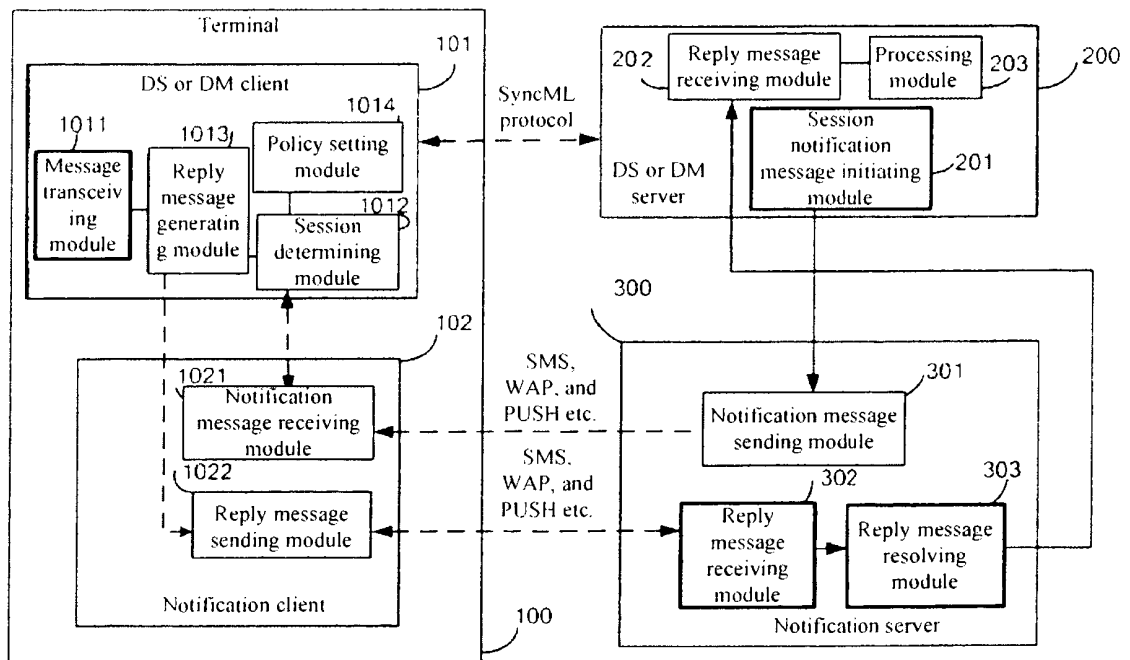 Terminal
101
DS or DM client
1011
1013
1014
Message
transceiv
ing module
Reply
message
generatin
g module
Policy setting
module
1012
Session
determining
module
102
1021
Notification
message receiving
module
1022
Reply message
sending module
Notification client
100
SyncML
protocol
SMS,
WAP, and
PUSH etc.
SMS,
WAP, and
PUSH etc.
202
Reply message
receiving module
Processing
module
203
200
Session
notification
message initiating
module
201
DS or DM
server
300
301
Notification message
sending module
302
303
Reply
message
receiving
module
Reply message
resolving
module
Notification server